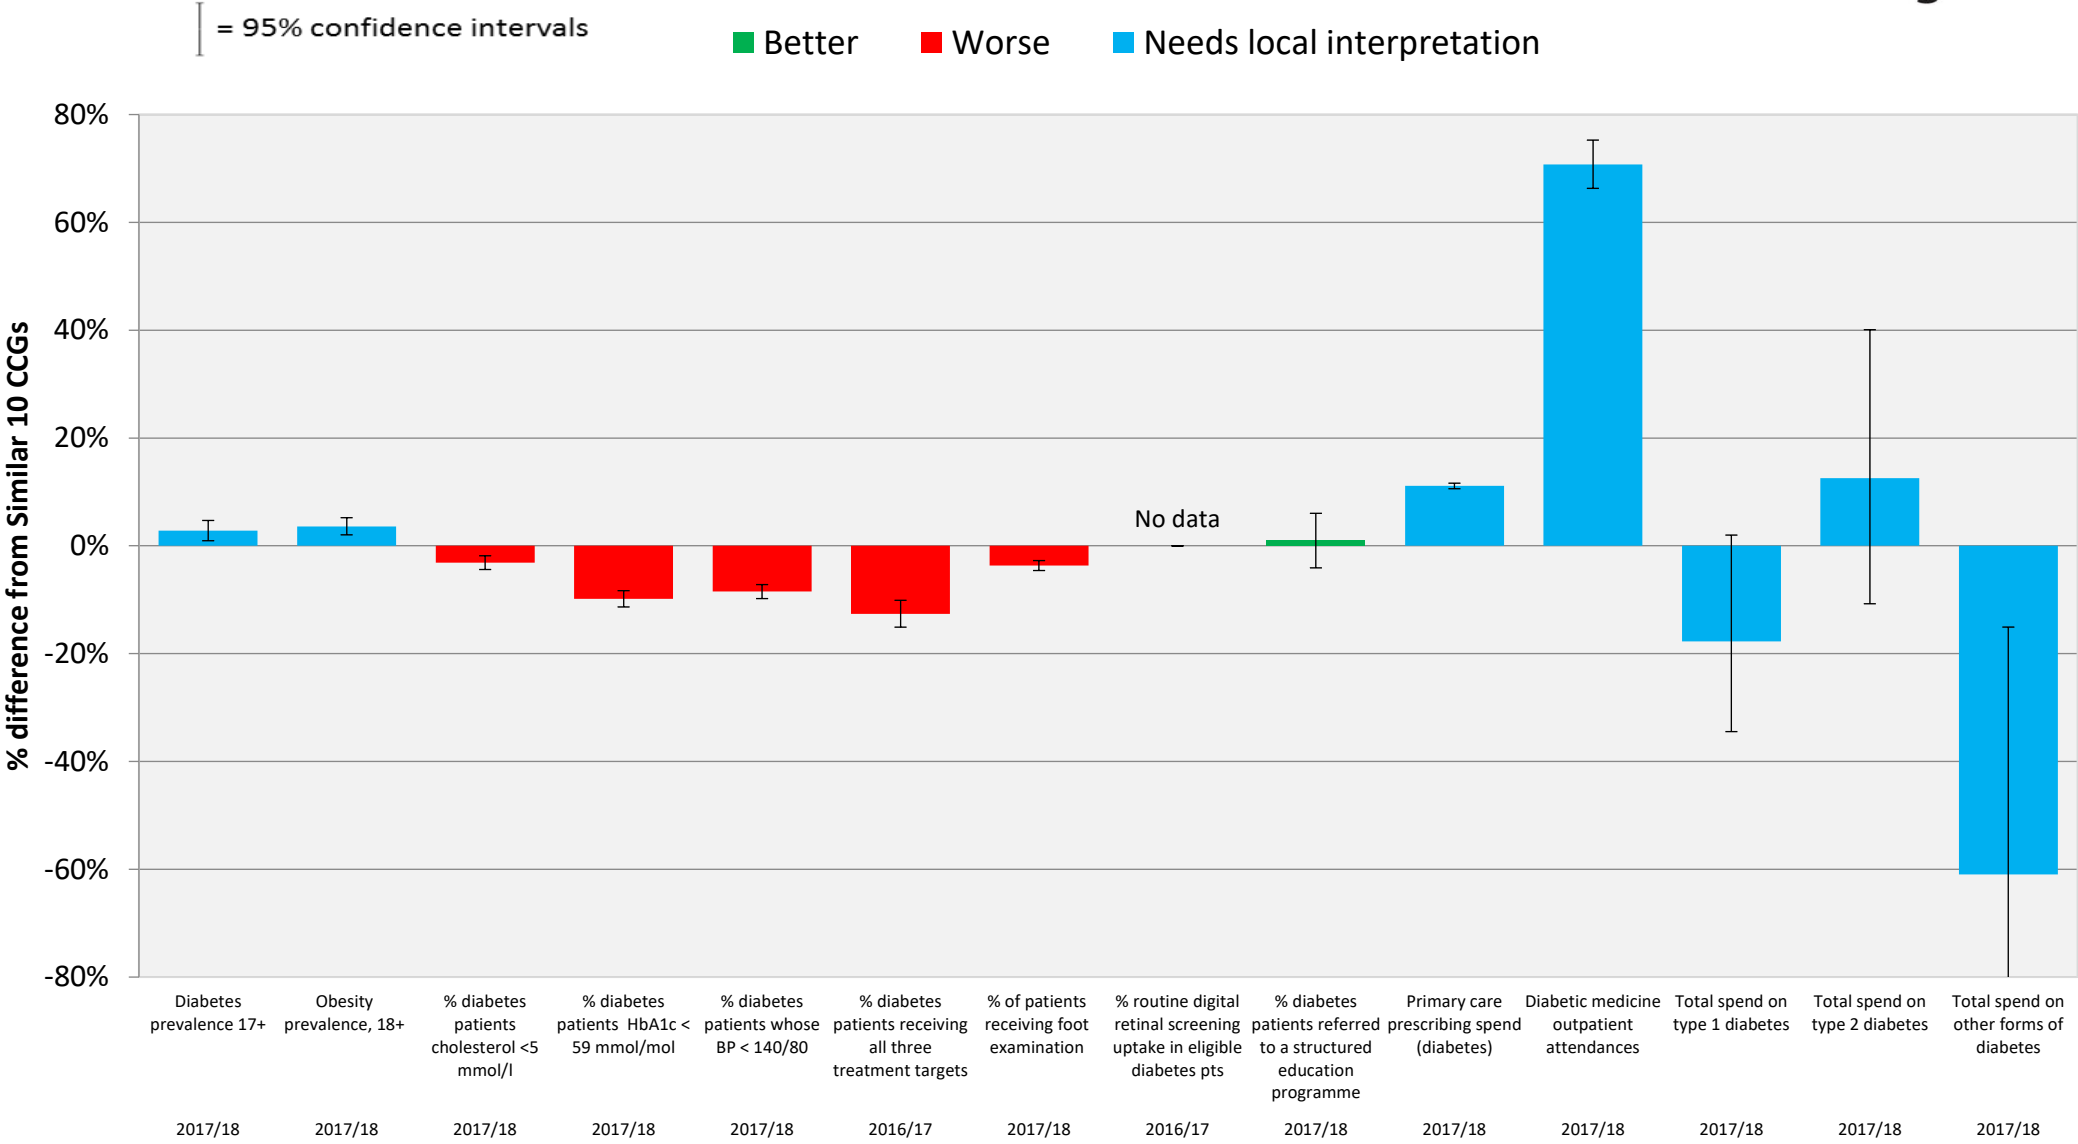 = 95% confidence intervals
Better Worse Needs local interpretation
% difference from Similar 10 CCGs
80%
60%
40%
20%
0%
-20%
-40%
-60%
-80%
No data
Diabetes
prevalence 17+
2017/18
Obesity
prevalence, 18+
2017/18
% diabetes
patients
cholesterol <5
mmol/l
2017/18
% diabetes
patients HbA1c <
59 mmol/mol
2017/18
% diabetes
patients whose
BP < 140/80
2017/18
% diabetes
patients receiving
all three
treatment targets
2016/17
% of patients
receiving foot
examination
2017/18
% routine digital
retinal screening
uptake in eligible
diabetes pts
2016/17
% diabetes
patients referred
to a structured
education
programme
2017/18
Primary care
prescribing spend
(diabetes)
2017/18
Diabetic medicine
outpatient
attendances
2017/18
Total spend on
type 1 diabetes
2017/18
Total spend on
type 2 diabetes
2017/18
Total spend on
other forms of
diabetes
2017/18